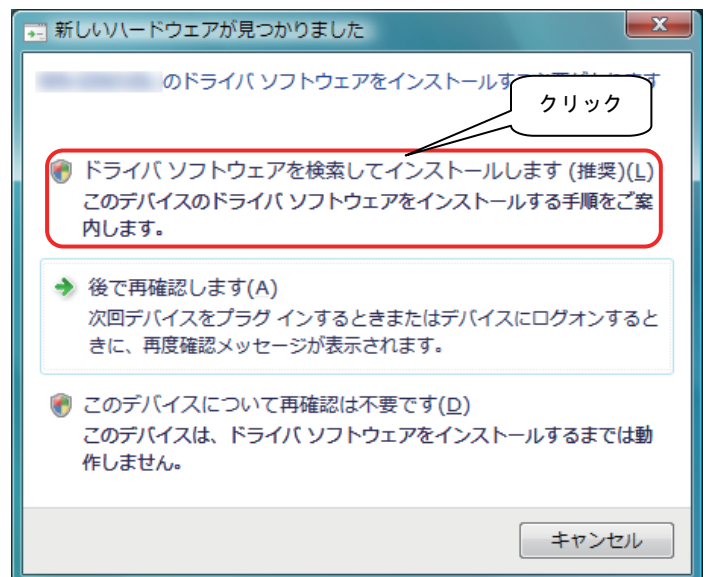 新しいハードウェアが見つかりました
のドライバ ソフトウェアをインストールす
クリック
ドライバ ソフトウェアを検索してインストールします (推奨)(L)
このデバイスのドライバ ソフトウェアをインストールする手順をご案
内します。
後で再確認します(A)
次回デバイスをプラグ インするときまたはデバイスにログオンすると
きに、再度確認メッセージが表示されます。
このデバイスについて再確認は不要です(D)
このデバイスは、ドライバ ソフトウェアをインストールするまでは動
作しません。
キャンセル